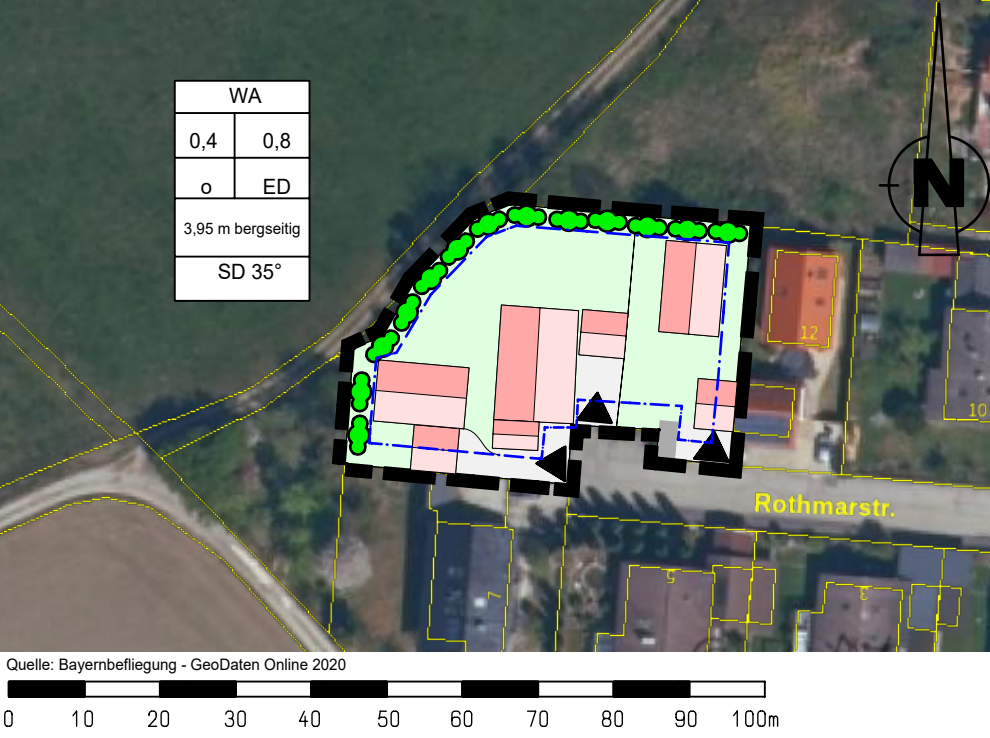 WA
0,4 0,8
o ED
3,95 m bergseitig
SD 35°
N
12
10
Rothmarstr.
7
5
3
Quelle: Bayernbefliegung - GeoDaten Online 2020
0 10 20 30 40 50 60 70 80 90 100m